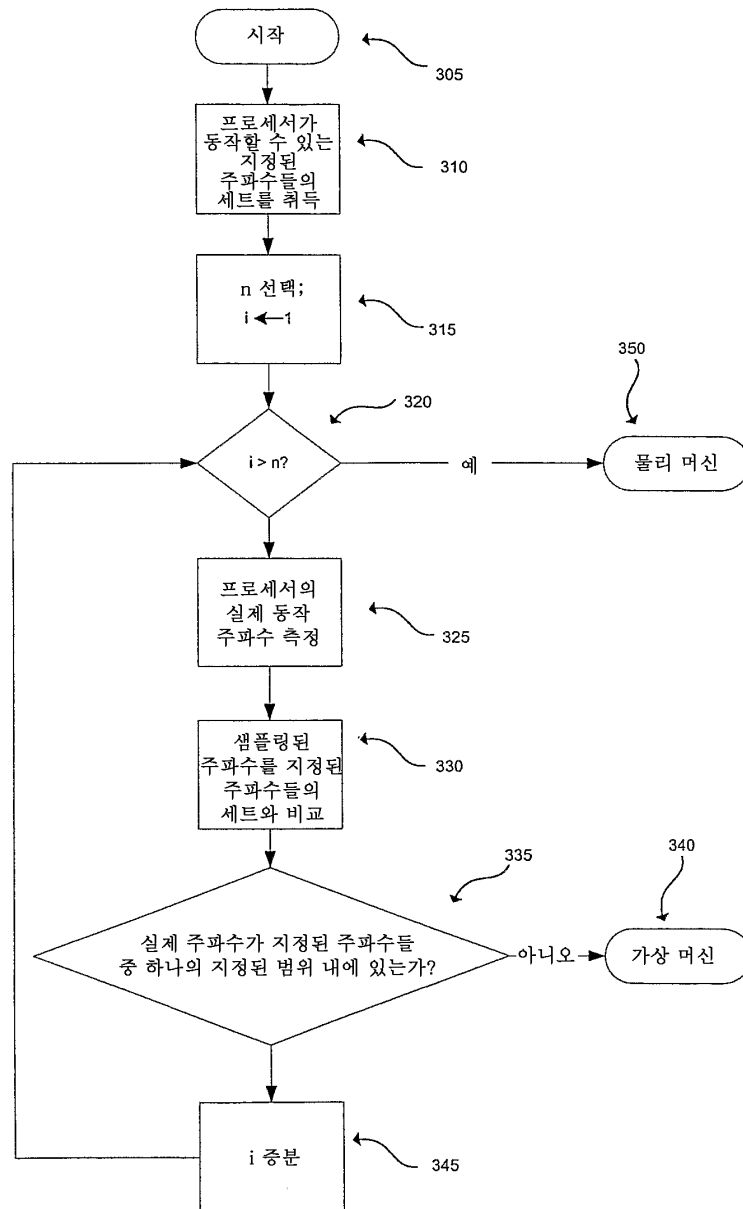 시작
305
프로세서가
동작할 수 있는
지정된
주파수들의
세트를 취득
310
n 선택;
i ← 1
315
320
i > n?
예
350
물리 머신
프로세서의
실제 동작
주파수 측정
325
샘플링된
주파수를 지정된
주파수들의
세트와 비교
330
335
실제 주파수가 지정된 주파수들
중 하나의 지정된 범위 내에 있는가?
아니오
340
가상 머신
i 증분
345